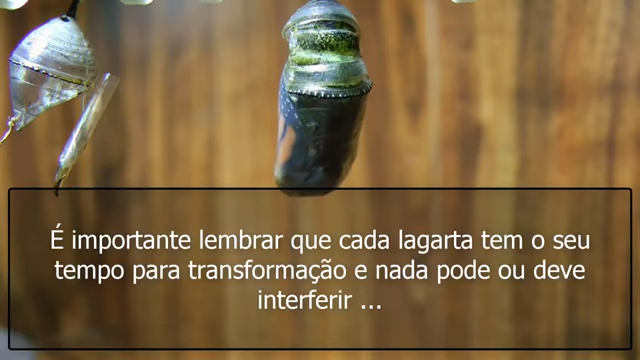 É importante lembrar que cada lagarta tem o seu
tempo para transformação e nada pode ou deve
interferir ...